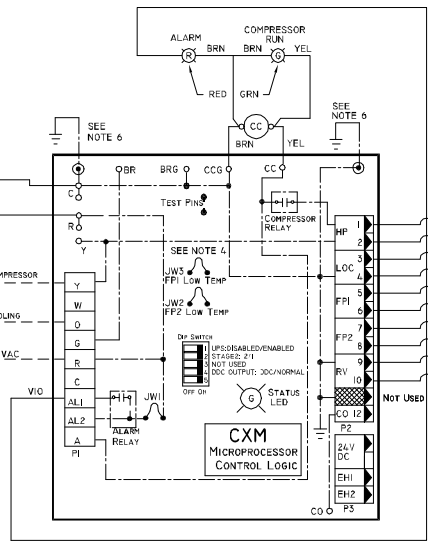 ALARM
COMPRESSOR
RUN
R
BRN
BRN
G
YEL
RED
GRN
CC
BRN
YEL
SEE
NOTE 6
SEE
NOTE 6
C
BR
BRG
CCG
CC
TEST PINS
R
Y
COMPRESSOR
RELAY
SEE NOTE 4
JW3
FP1 LOW TEMP
JW2
FP2 LOW TEMP
MPRESSOR
OLING
VAC
VIO
Y
W
O
G
R
C
AL1
AL2
A
P1
DIP SWITCH
1 UPS:DISABLED/ENABLED
2 STAGE2: 2/1
3 NOT USED
4 DDC OUTPUT: DDC/NORMAL
5
OFF ON
JW1
ALARM
RELAY
G
STATUS
LED
CXM
MICROPROCESSOR
CONTROL LOGIC
HP 1
2
LOC 3
4
FP1 5
6
FP2 7
8
RV 9
10
NOT USED
CO 12
P2
24V
DC
EH1
EH2
P3
CO